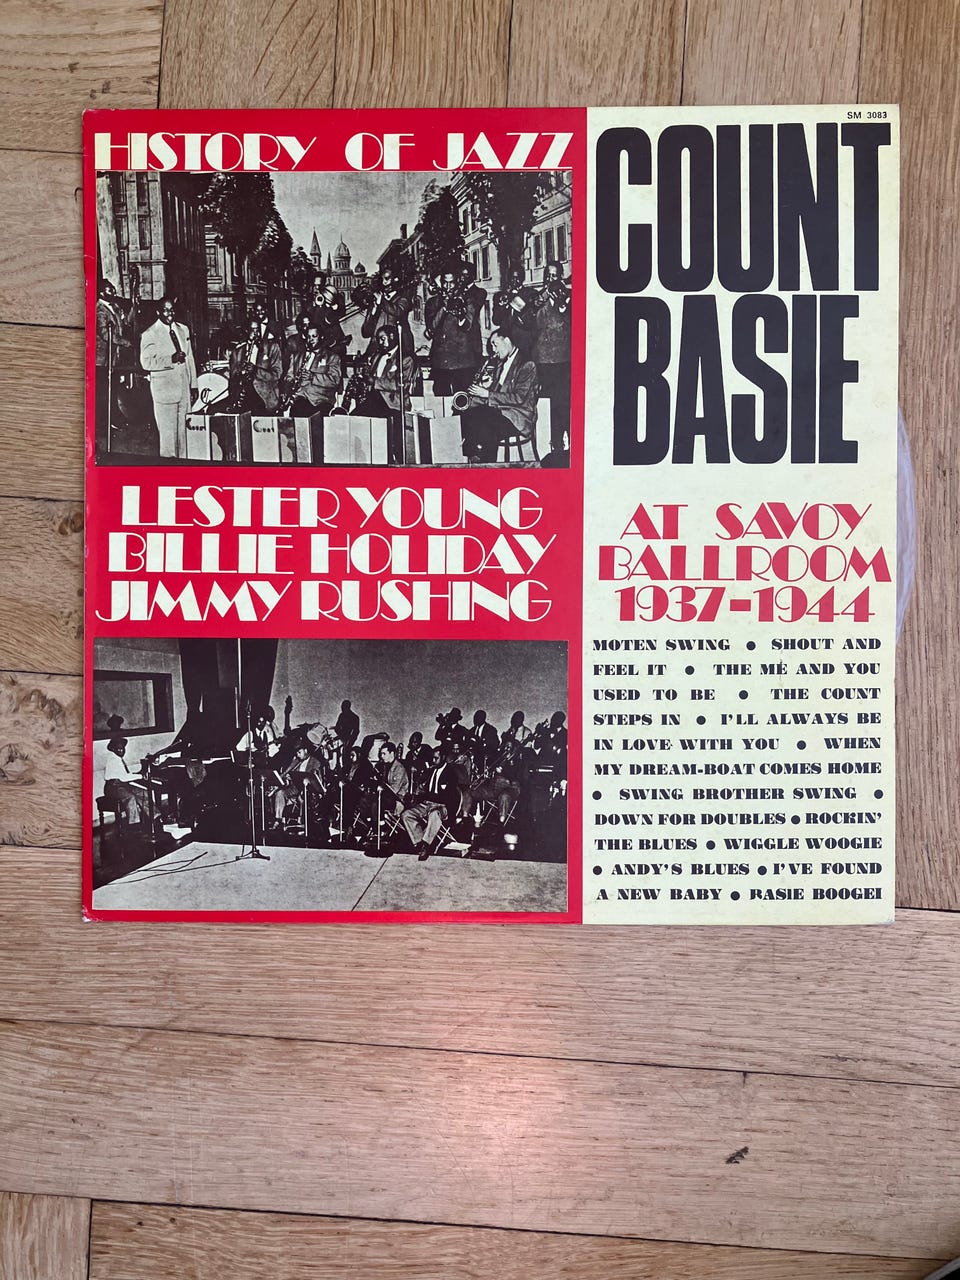 HISTORY OF JAZZ
LESTER YOUNG
BILLIE HOLIDAY
JIMMY RUSHING
SM 3083
COUNT
BASIE
AT SAVOY
BALLROOM
1937-1944
MOTEN SWING ● SHOUT AND
FEEL IT ● THE ME AND YOU
USED TO BE ● THE COUNT
STEPS IN ● I'LL ALWAYS BE
IN LOVE WITH YOU ● WHEN
MY DREAM-BOAT COMES HOME
● SWING BROTHER SWING ●
DOWN FOR DOUBLES ● ROCKIN'
THE BLUES ● WIGGLE WOOGIE
● ANDY'S BLUES ● I'VE FOUND
A NEW BABY ● BASIE BOOGEI